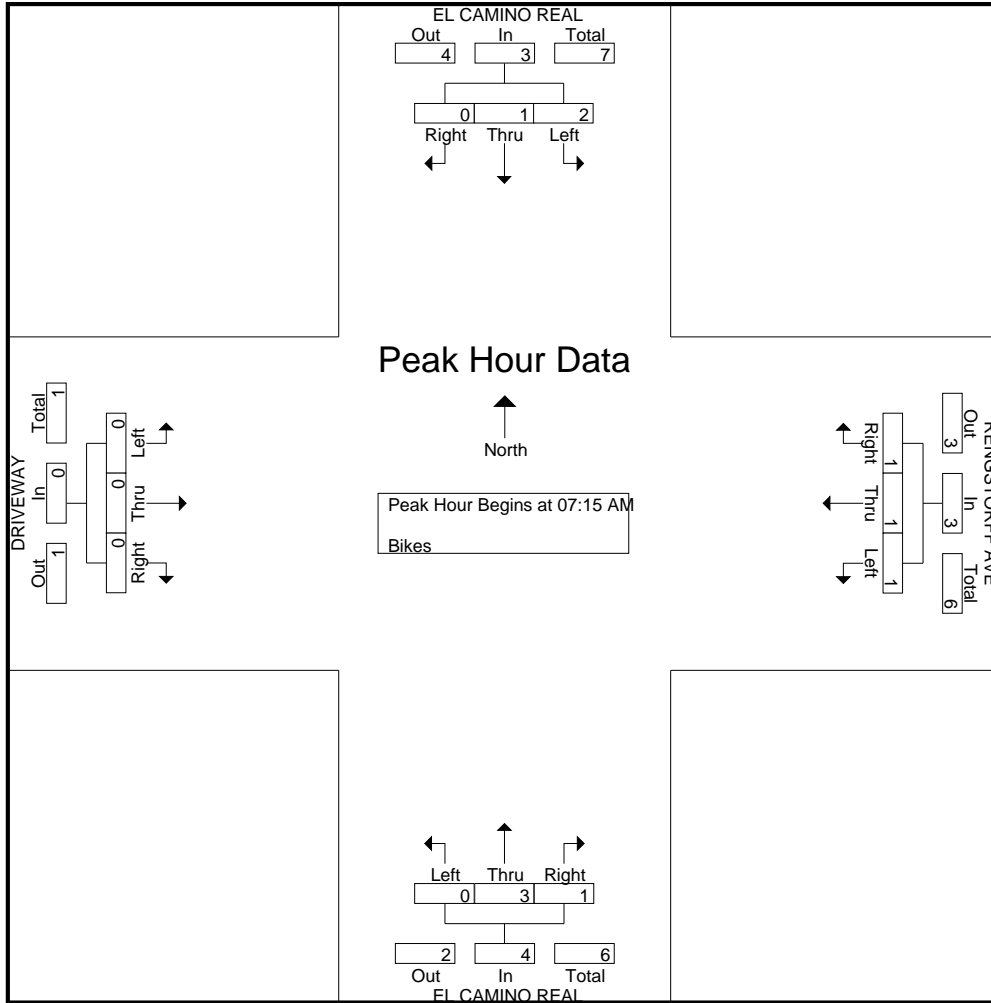 EL CAMINO REAL
Out In Total
4 3 7
0 1 2
Right Thru Left
Peak Hour Data
North
Peak Hour Begins at 07:15 AM
Bikes
DRIVEWAY
Out In Total
1 0 1
Right Thru Left
0 0 0
RENGSTORFF AVE
Out In Total
3 3 6
1 1 1
Right Thru Left
Left Thru Right
0 3 1
2 4 6
Out In Total
EL CAMINO REAL